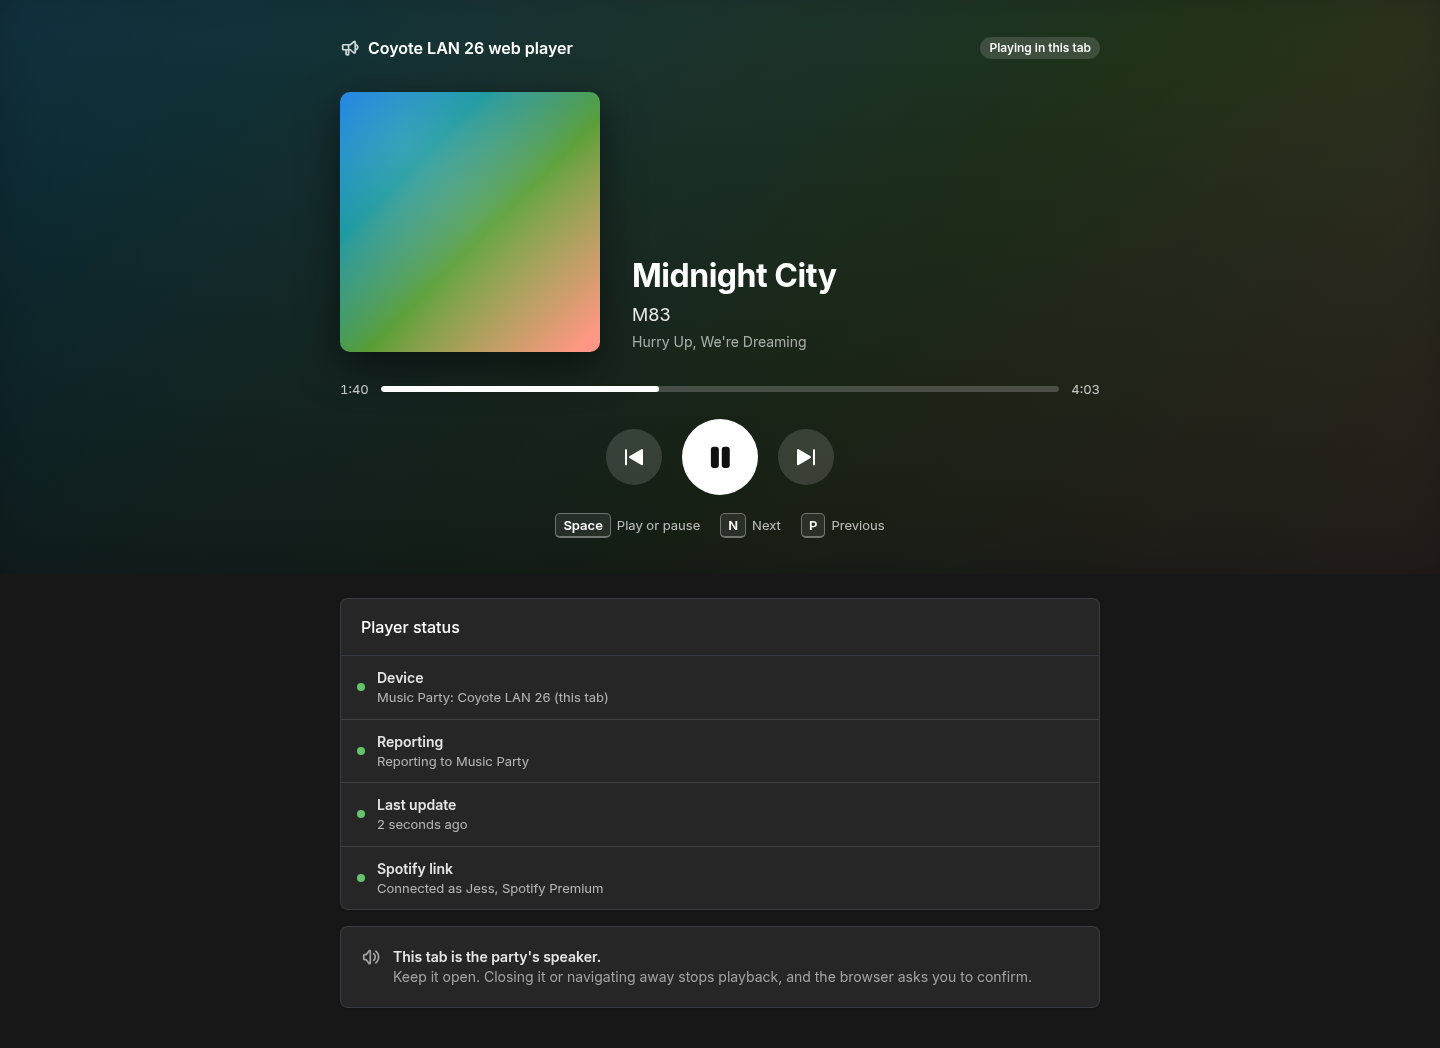 Coyote LAN 26 web player
Playing in this tab
Midnight City
M83
Hurry Up, We're Dreaming
1:40
4:03
Space Play or pause N Next P Previous
Player status
Device
Music Party: Coyote LAN 26 (this tab)
Reporting
Reporting to Music Party
Last update
2 seconds ago
Spotify link
Connected as Jess, Spotify Premium
This tab is the party's speaker.
Keep it open. Closing it or navigating away stops playback, and the browser asks you to confirm.